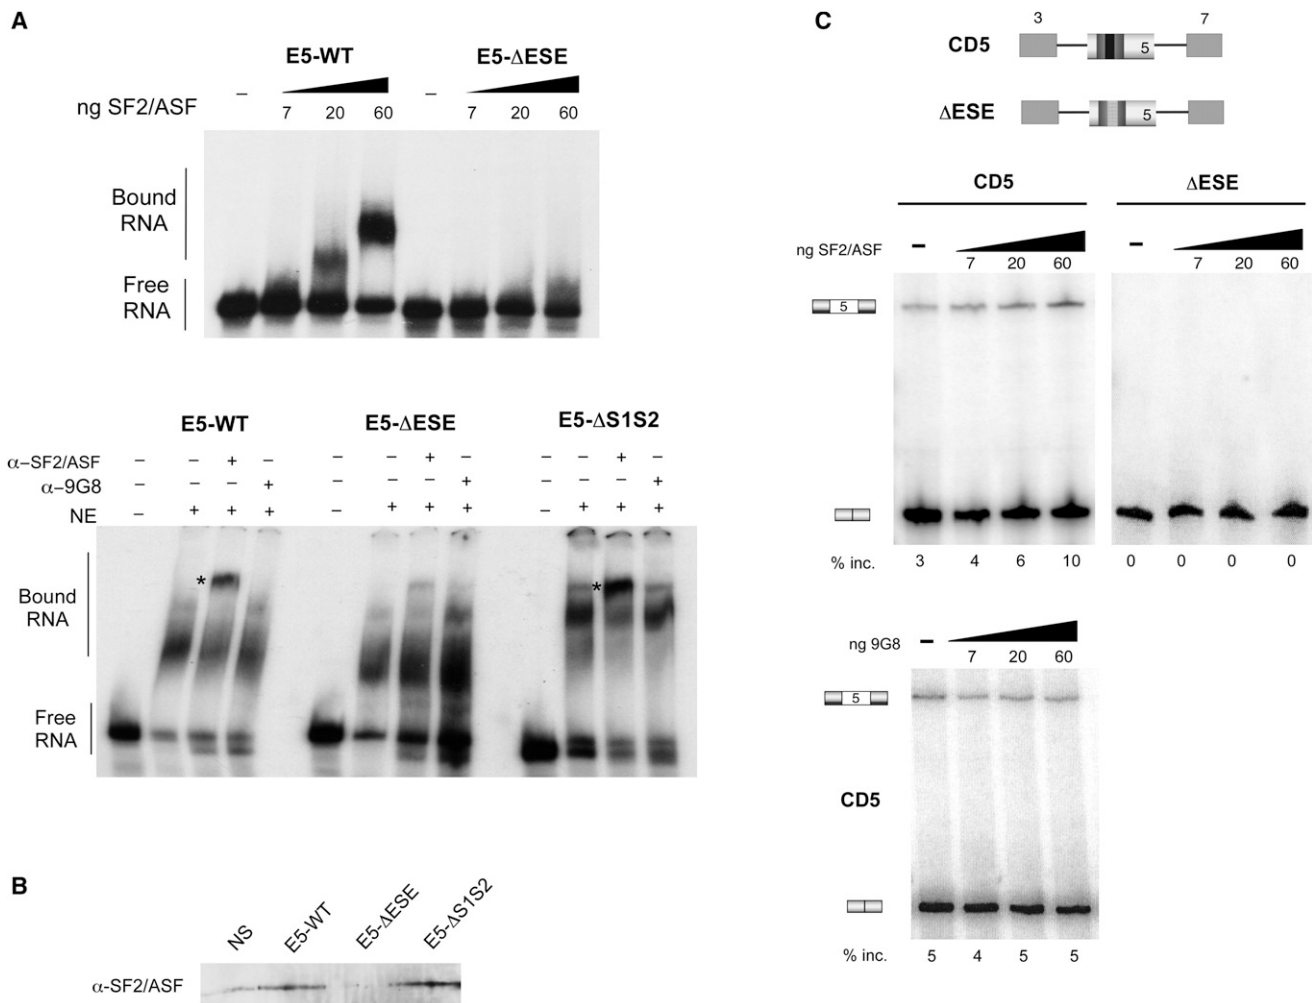 A
E5-WT E5-ΔESE
ng SF2/ASF – 7 20 60 – 7 20 60
Bound
RNA
Free
RNA
E5-WT E5-ΔESE E5-ΔS1S2
α–SF2/ASF – – + – – – + – – – + –
α–9G8 – – – + – – – + – – – +
NE – + + + – + + + – + + +
* *
Bound
RNA
Free
RNA
B
NS E5-WT E5-ΔESE E5-ΔS1S2
α-SF2/ASF
C
3 7
CD5 5
ΔESE 5
CD5 ΔESE
ng SF2/ASF – 7 20 60 – 7 20 60
5
% inc. 3 4 6 10 0 0 0 0
ng 9G8 – 7 20 60
5
CD5
% inc. 5 4 5 5